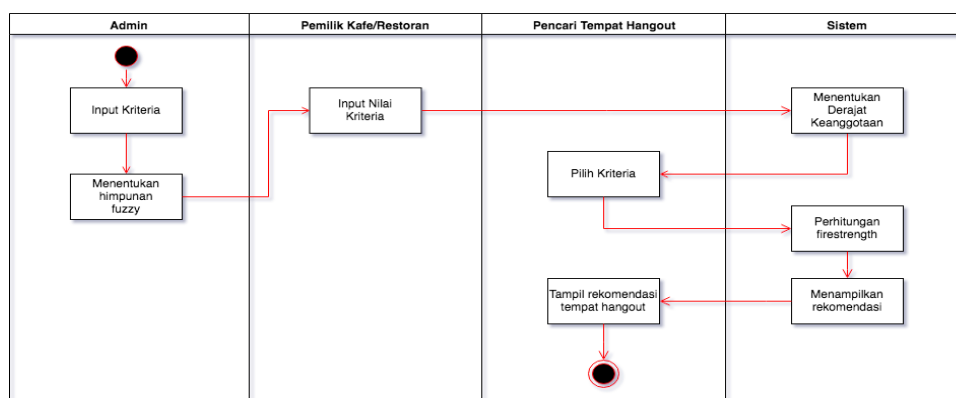 Admin
Pemilik Kafe/Restoran
Pencari Tempat Hangout
Sistem
Input Kriteria
Input Nilai
Kriteria
Menentukan
Derajat
Keanggotaan
Menentukan
himpunan
fuzzy
Pilih Kriteria
Perhitungan
firestrength
Tampil rekomendasi
tempat hangout
Menampilkan
rekomendasi